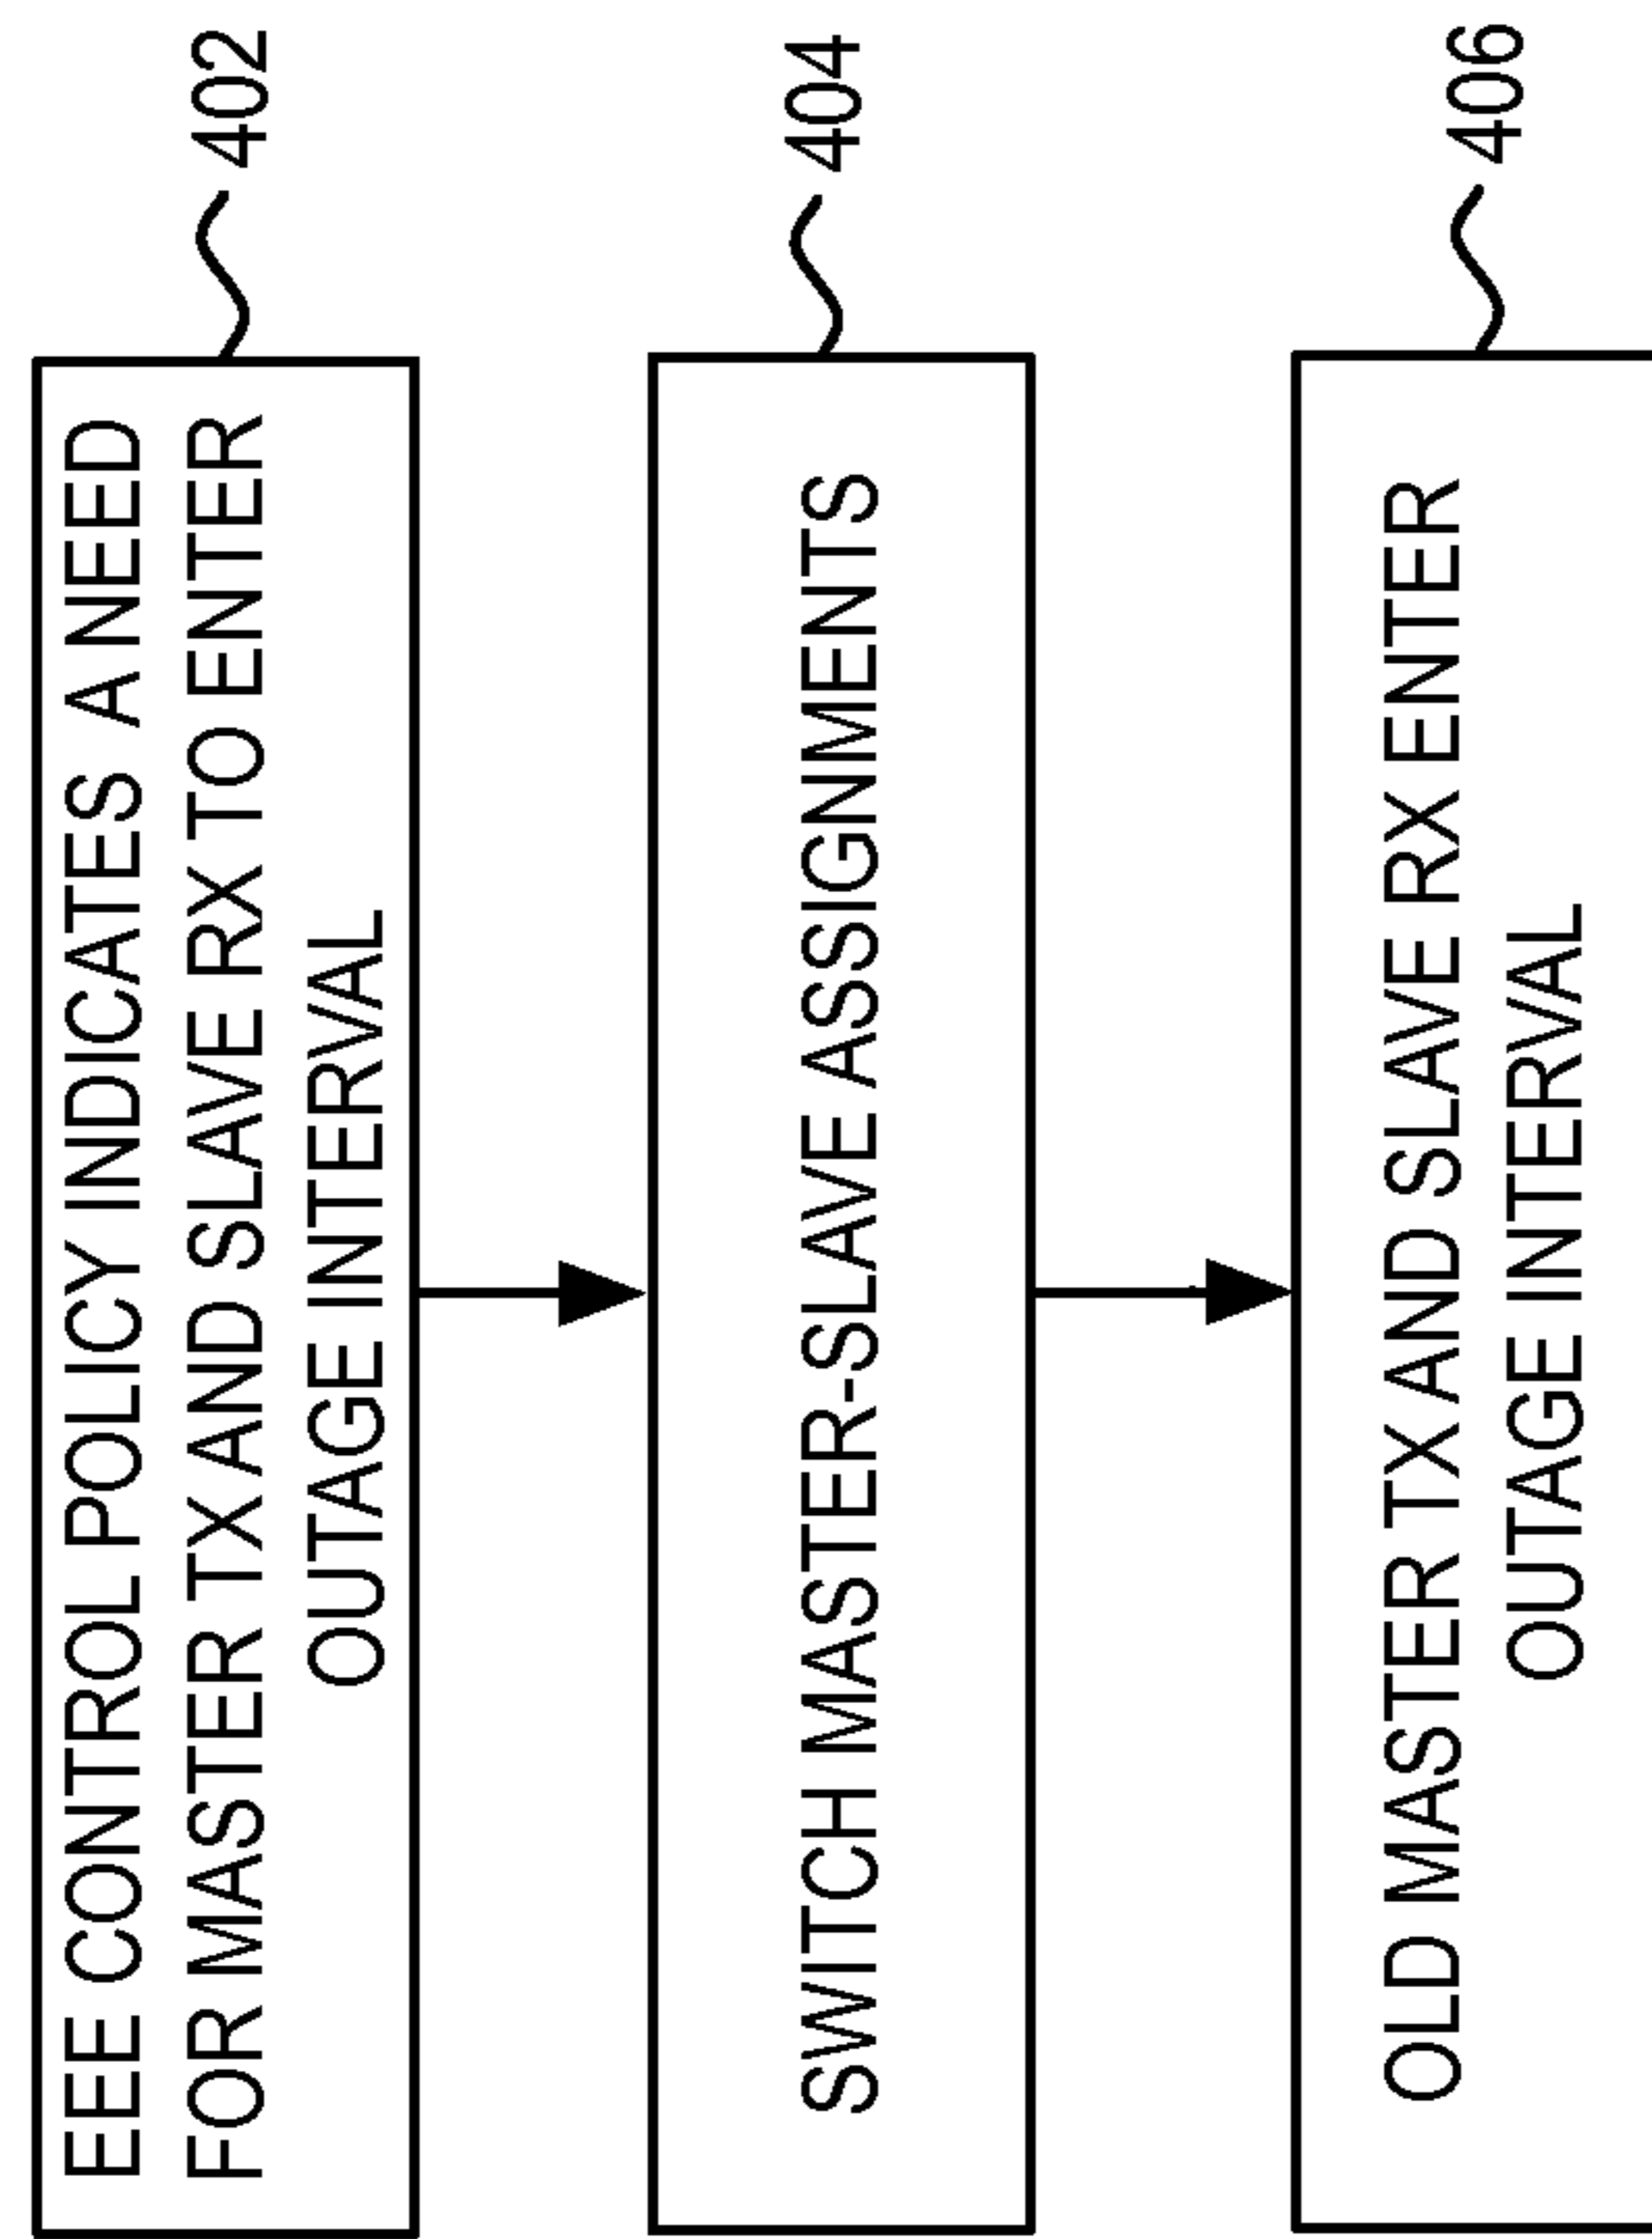 EEE CONTROL POLICY INDICATES A NEED
FOR MASTER TX AND SLAVE RX TO ENTER
OUTAGE INTERVAL
402
SWITCH MASTER-SLAVE ASSIGNMENTS
404
OLD MASTER TX AND SLAVE RX ENTER
OUTAGE INTERVAL
406